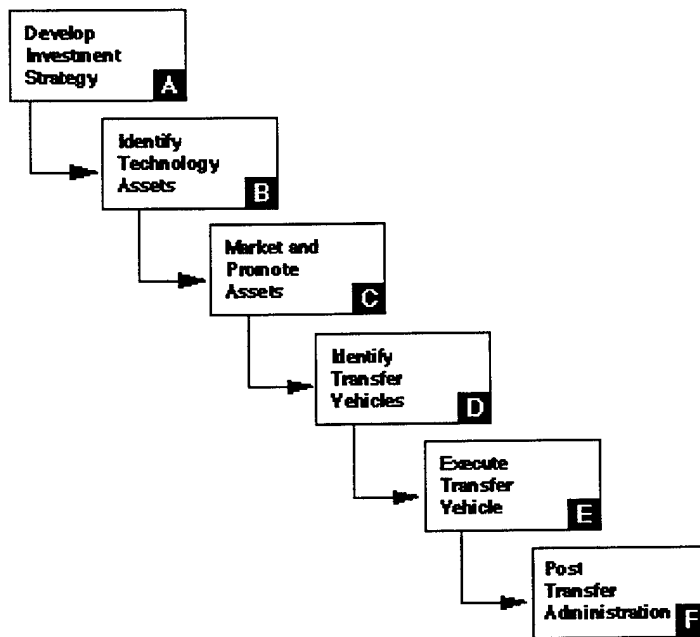 Develop
Investment
Strategy
A
Identify
Technology
Assets
B
Market and
Promote
Assets
C
Identify
Transfer
Vehicles
D
Execute
Transfer
Vehicle
E
Post
Transfer
Administration
F